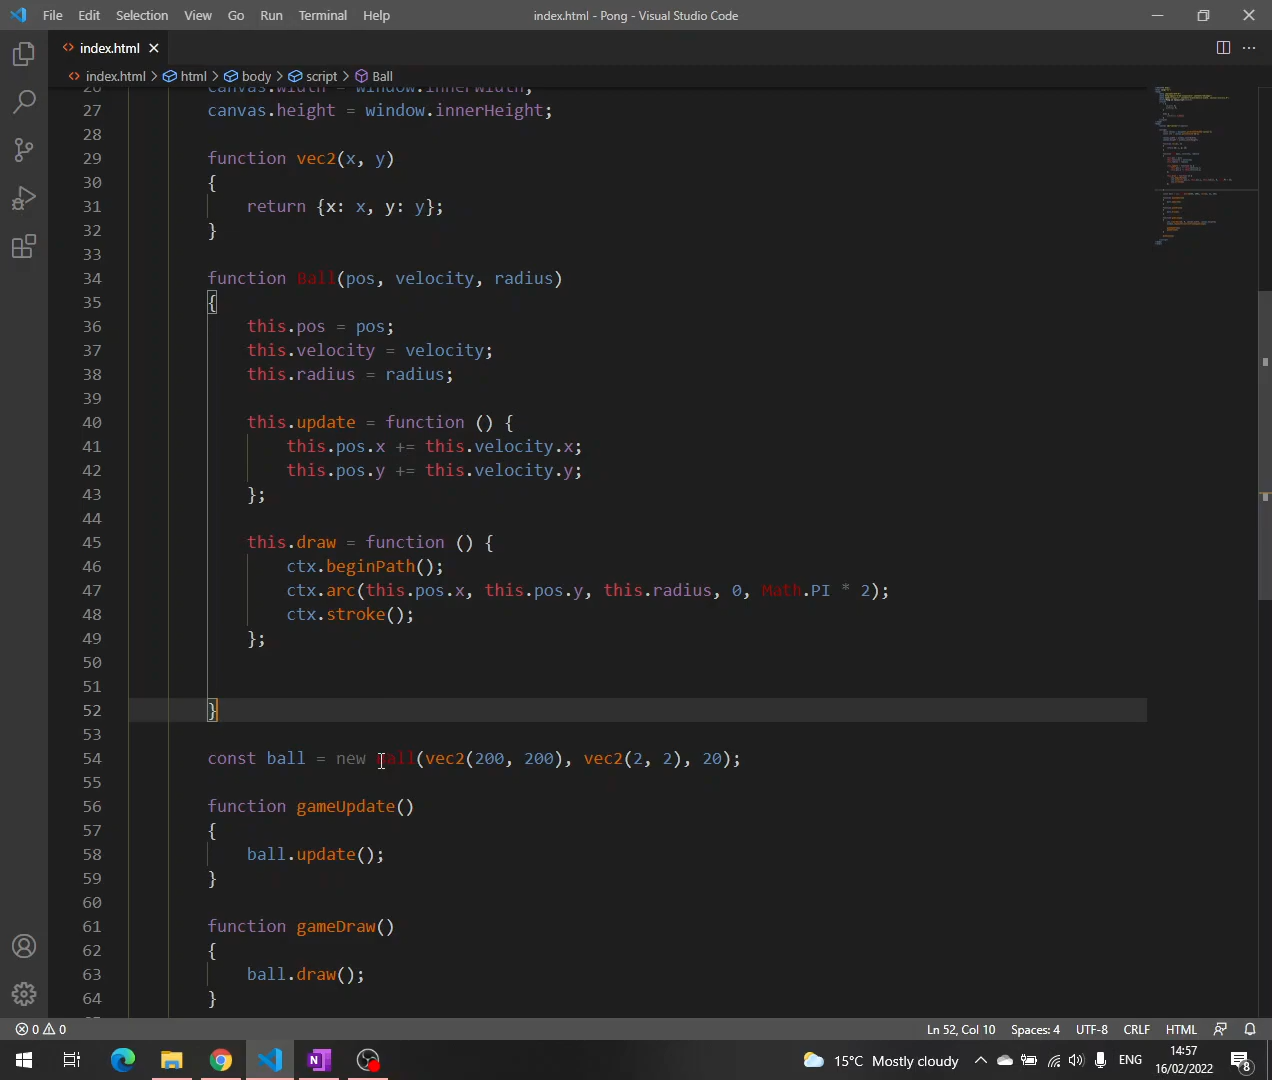 File Edit Selection View Go Run Terminal Help index.html - Pong - Visual Studio Code
index.html
index.html > html > body > script > Ball
26 canvas.width = window.innerWidth;
27 canvas.height = window.innerHeight;
28
29 function vec2(x, y)
30 {
31 return {x: x, y: y};
32 }
33
34 function Ball(pos, velocity, radius)
35 {
36 this.pos = pos;
37 this.velocity = velocity;
38 this.radius = radius;
39
40 this.update = function () {
41 this.pos.x += this.velocity.x;
42 this.pos.y += this.velocity.y;
43 };
44
45 this.draw = function () {
46 ctx.beginPath();
47 ctx.arc(this.pos.x, this.pos.y, this.radius, 0, Math.PI * 2);
48 ctx.stroke();
49 };
50
51
52 }
53
54 const ball = new Ball(vec2(200, 200), vec2(2, 2), 20);
55
56 function gameUpdate()
57 {
58 ball.update();
59 }
60
61 function gameDraw()
62 {
63 ball.draw();
64 }
0 0 Ln 52, Col 10 Spaces: 4 UTF-8 CRLF HTML
15°C Mostly cloudy ENG 14:57
16/02/2022 8